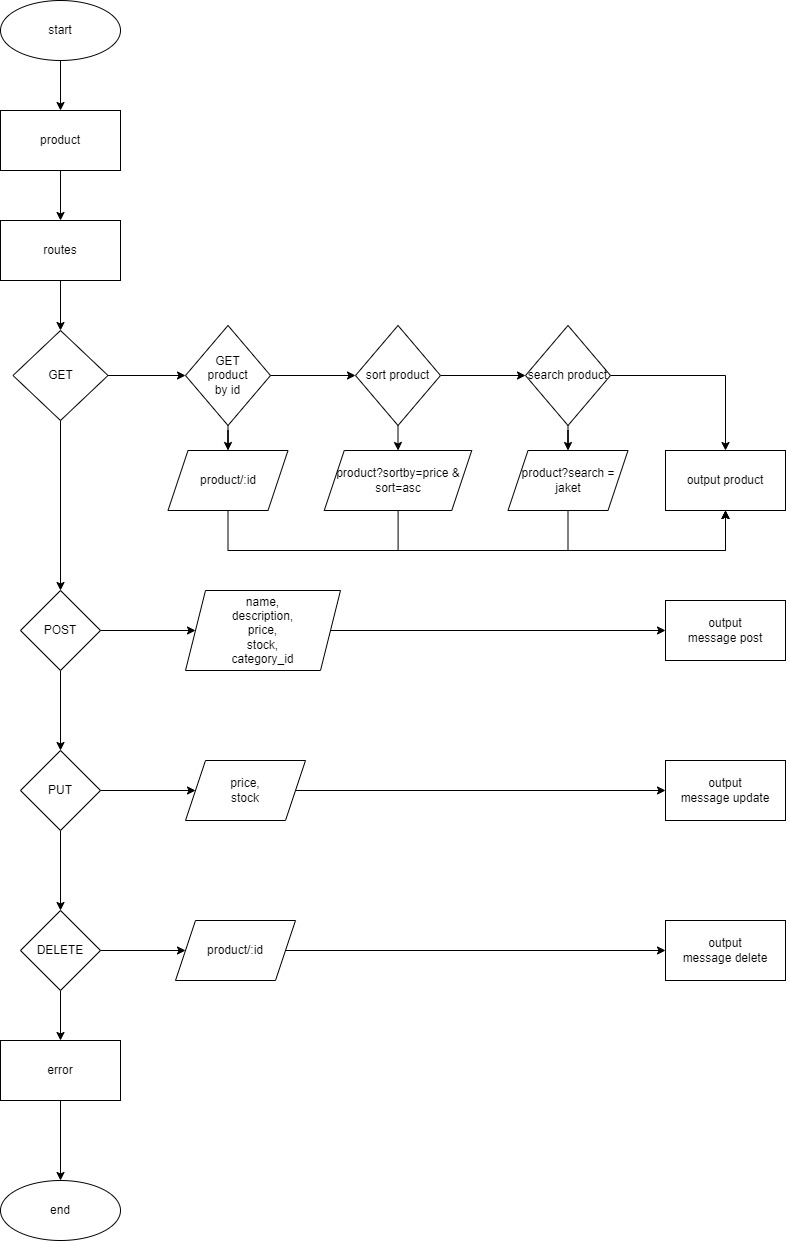 start
product
routes
GET
GET
product
by id
sort product
search product
product/:id
product?sortby=price &
sort=asc
product?search =
jaket
output product
POST
name,
description,
price,
stock,
category_id
output
message post
PUT
price,
stock
output
message update
DELETE
product/:id
output
message delete
error
end